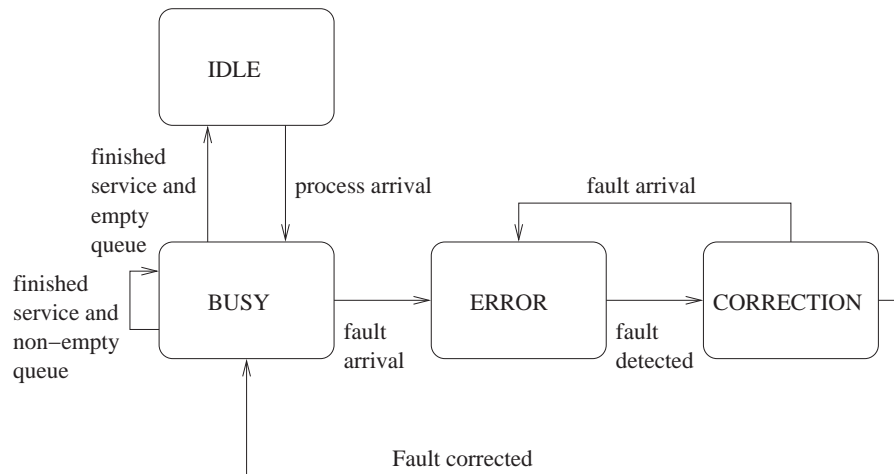 IDLE
finished
service and
empty
queue
process arrival
fault arrival
finished
service and
non−empty
queue
BUSY
fault
arrival
ERROR
fault
detected
CORRECTION
Fault corrected